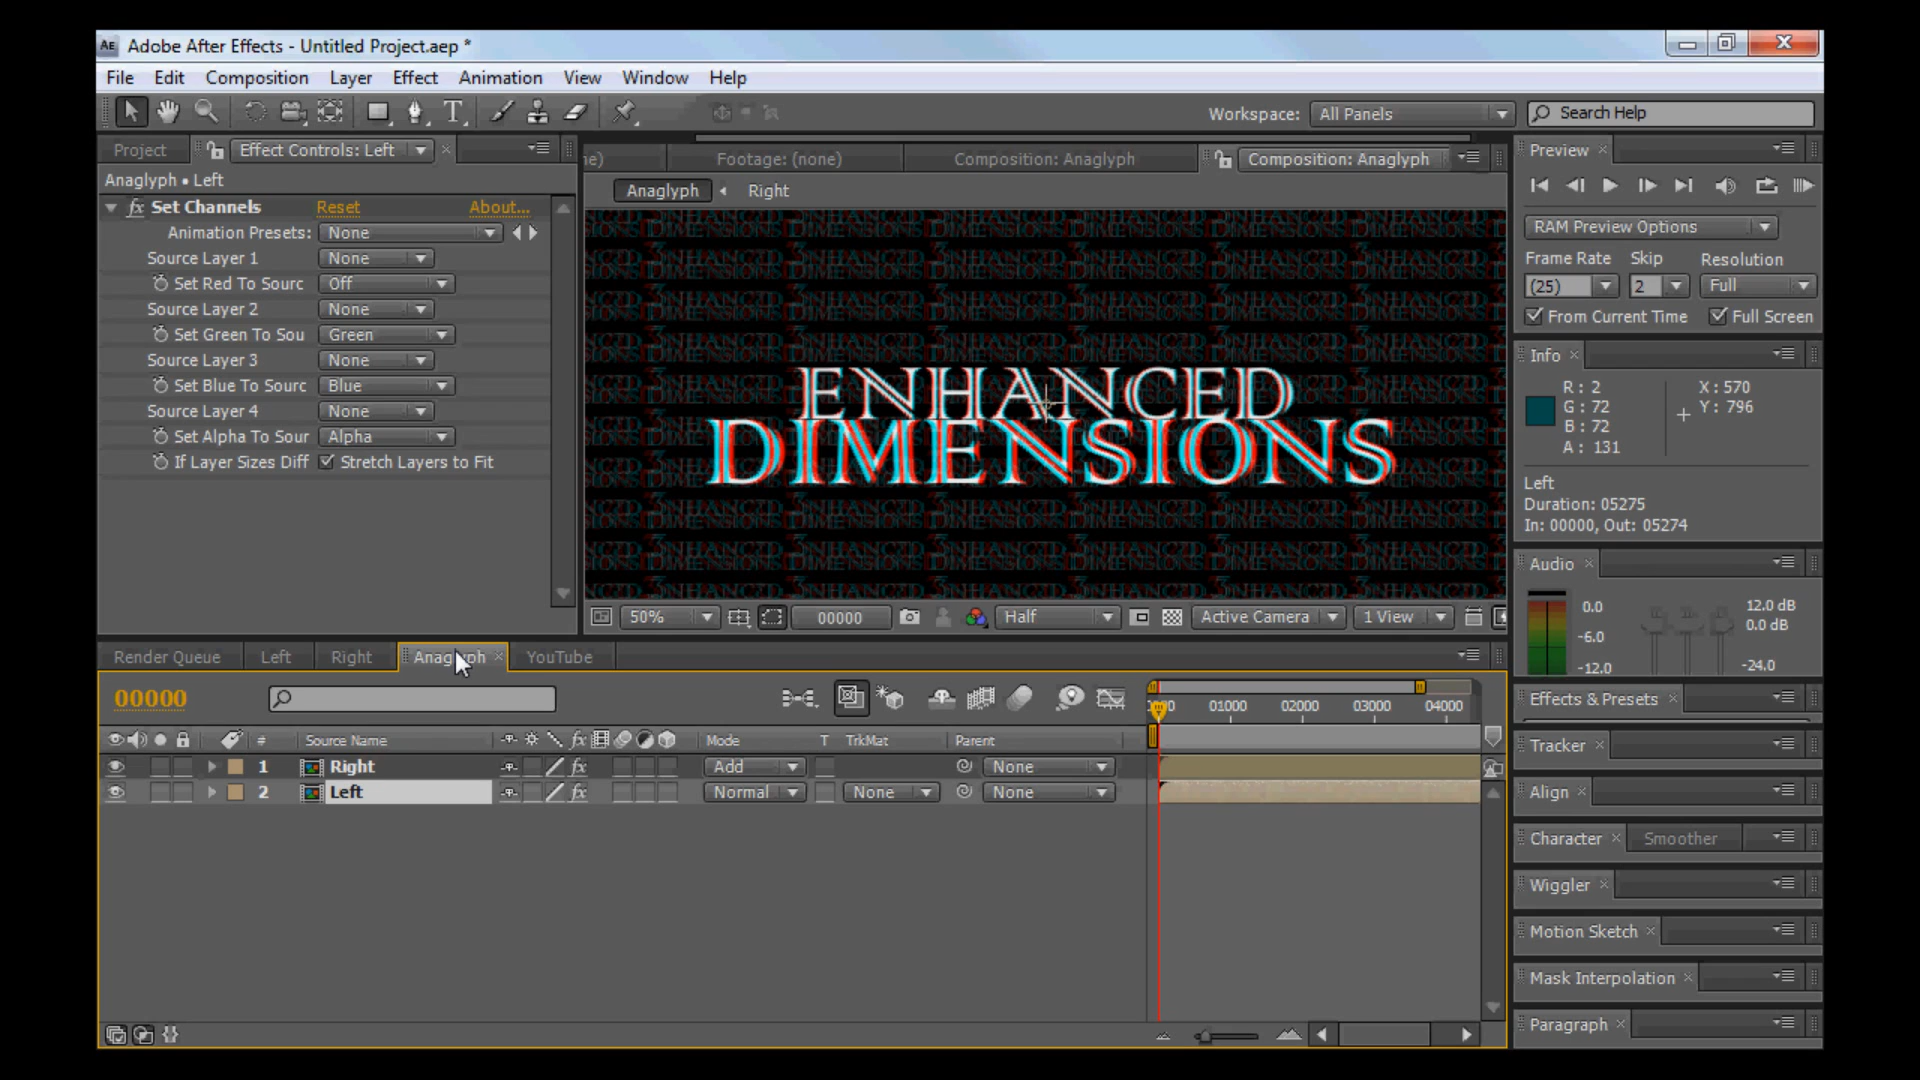 AE Adobe After Effects - Untitled Project.aep *
File Edit Composition Layer Effect Animation View Window Help
Workspace: All Panels Search Help
Project Effect Controls: Left
Anaglyph • Left
fx Set Channels Reset About...
Animation Presets: None
Source Layer 1 None
Set Red To Sourc Off
Source Layer 2 None
Set Green To Sou Green
Source Layer 3 None
Set Blue To Sourc Blue
Source Layer 4 None
Set Alpha To Sour Alpha
If Layer Sizes Diff Stretch Layers to Fit
ne) Footage: (none) Composition: Anaglyph Composition: Anaglyph
Anaglyph Right
ENHANCED
DIMENSIONS
50% 00000 Half Active Camera 1 View
Preview
RAM Preview Options
Frame Rate Skip Resolution
(25) 2 Full
From Current Time Full Screen
Info
R: 2 X: 570
G: 72 Y: 796
B: 72
A: 131
Left
Duration: 05275
In: 00000, Out: 05274
Audio
0.0 12.0 dB
0.0 dB
-6.0
-12.0 -24.0
Effects & Presets
Tracker
Align
Character Smoother
Wiggler
Motion Sketch
Mask Interpolation
Paragraph
Render Queue Left Right Anaglyph YouTube
00000
01000 02000 03000 04000
# Source Name fx Mode T TrkMat Parent
1 Right fx Add None
2 Left fx Normal None None